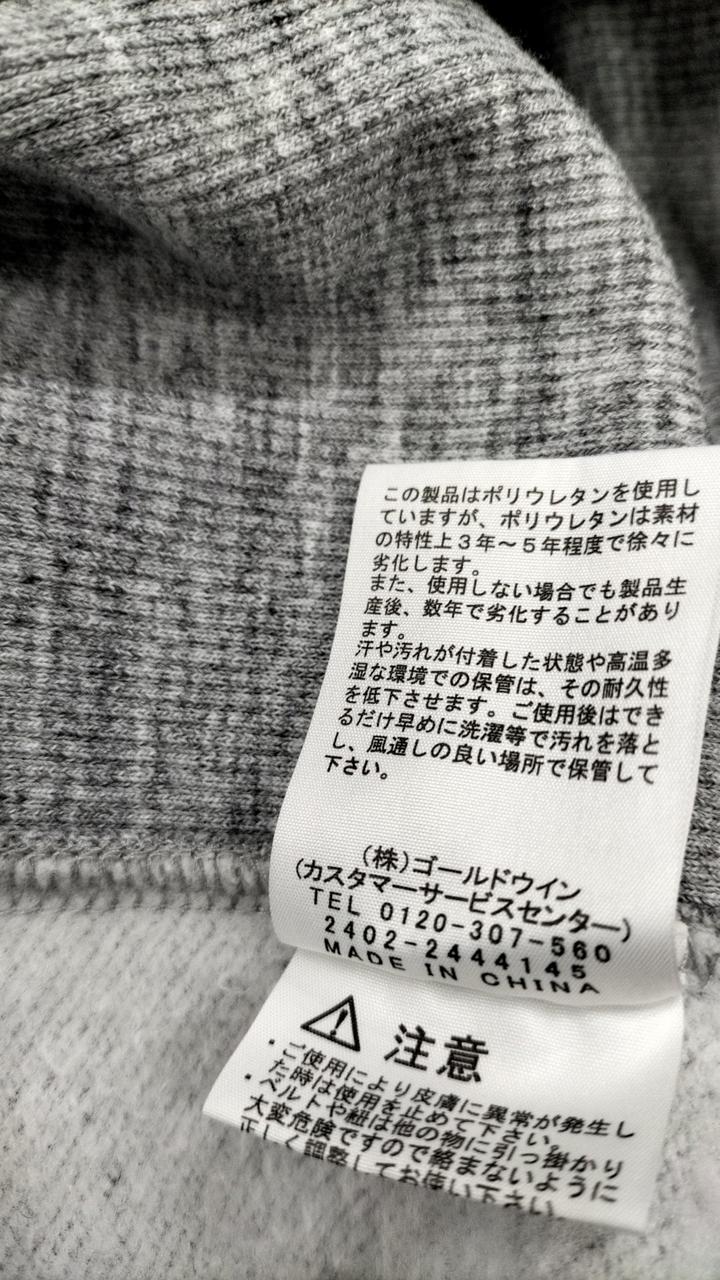 この製品はポリウレタンを使用し
ていますが、ポリウレタンは素材
の特性上3年～5年程度で徐々に
劣化します。
また、使用しない場合でも製品生
産後、数年で劣化することがあり
ます。
汗や汚れが付着した状態や高温多
湿な環境での保管は、その耐久性
を低下させます。ご使用後はでき
るだけ早めに洗濯等で汚れを落と
し、風通しの良い場所で保管して
下さい。
(株)ゴールドウイン
(カスタマーサービスセンター)
TEL 0120-307-560
2402-2444145
MADE IN CHINA
注意
・ご使用により皮膚に異常が発生し
た時は使用を止めて下さい。
・ベルトや紐は他の物に引っ掛かり
大変危険ですので絡まないように
正しく調整してお使い下さい。